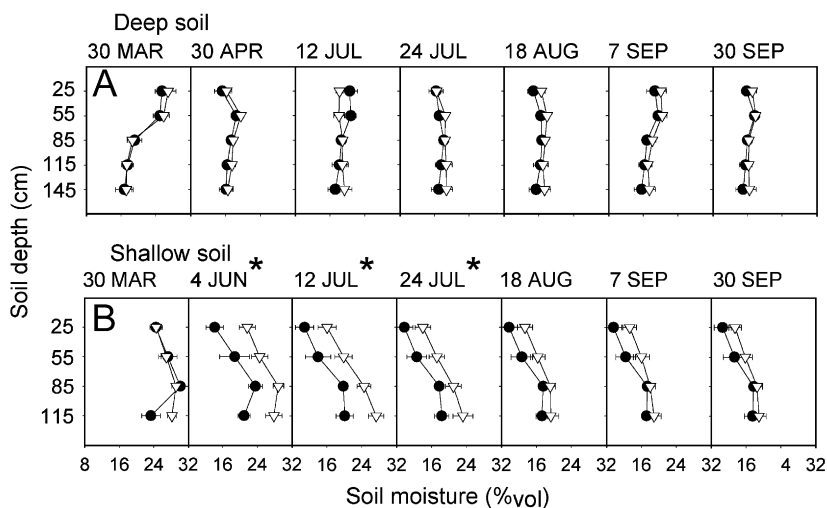 Deep soil
30 MAR 30 APR 12 JUL 24 JUL 18 AUG 7 SEP 30 SEP
A
25
55
85
115
145
Soil depth (cm)
Shallow soil
30 MAR 4 JUN* 12 JUL* 24 JUL* 18 AUG 7 SEP 30 SEP
B
25
55
85
115
8 16 24 32 16 24 32 16 24 32 16 24 32 16 24 32 16 24 32 16 4 32
Soil moisture (%vol)